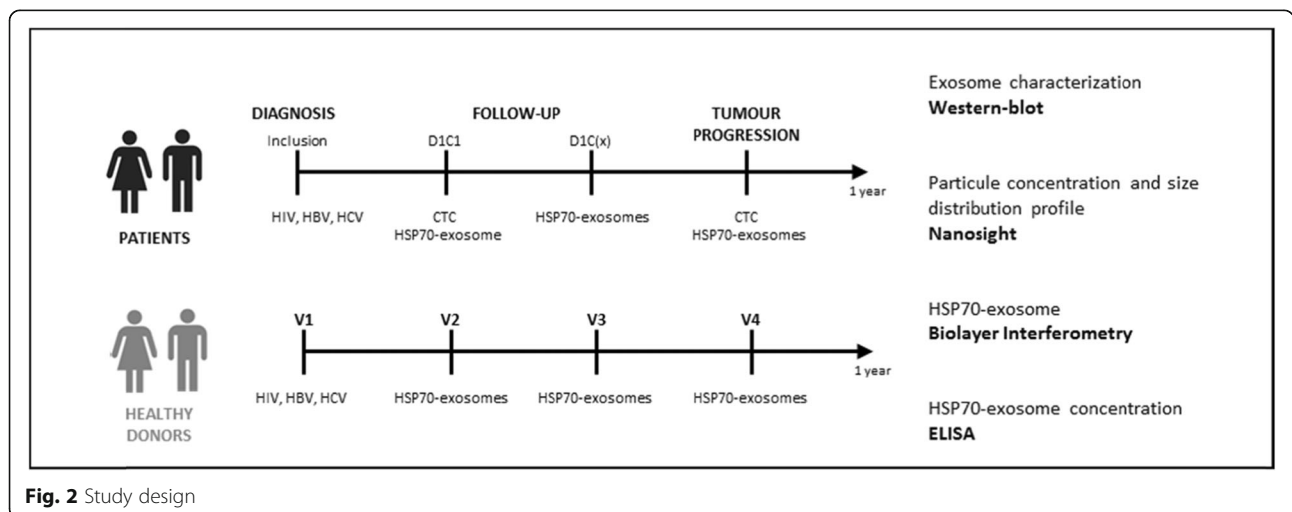 DIAGNOSIS
FOLLOW-UP
TUMOUR
PROGRESSION
Inclusion
D1C1
D1C(x)
1 year
HIV, HBV, HCV
CTC
HSP70-exosome
HSP70-exosomes
CTC
HSP70-exosomes
PATIENTS
V1
V2
V3
V4
1 year
HIV, HBV, HCV
HSP70-exosomes
HSP70-exosomes
HSP70-exosomes
HEALTHY
DONORS
Exosome characterization
Western-blot
Particule concentration and size
distribution profile
Nanosight
HSP70-exosome
Biolayer Interferometry
HSP70-exosome concentration
ELISA
Fig. 2 Study design